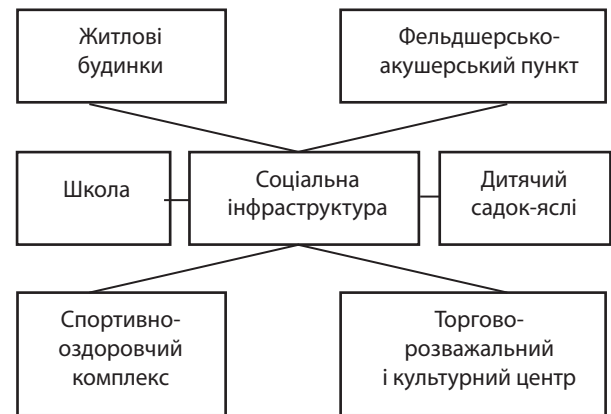 Житлові
будинки
Фельдшерсько-
акушерський пункт
Школа
Соціальна
інфраструктура
Дитячий
садок-яслі
Спортивно-
оздоровчий
комплекс
Торгово-
розважальний
і культурний центр